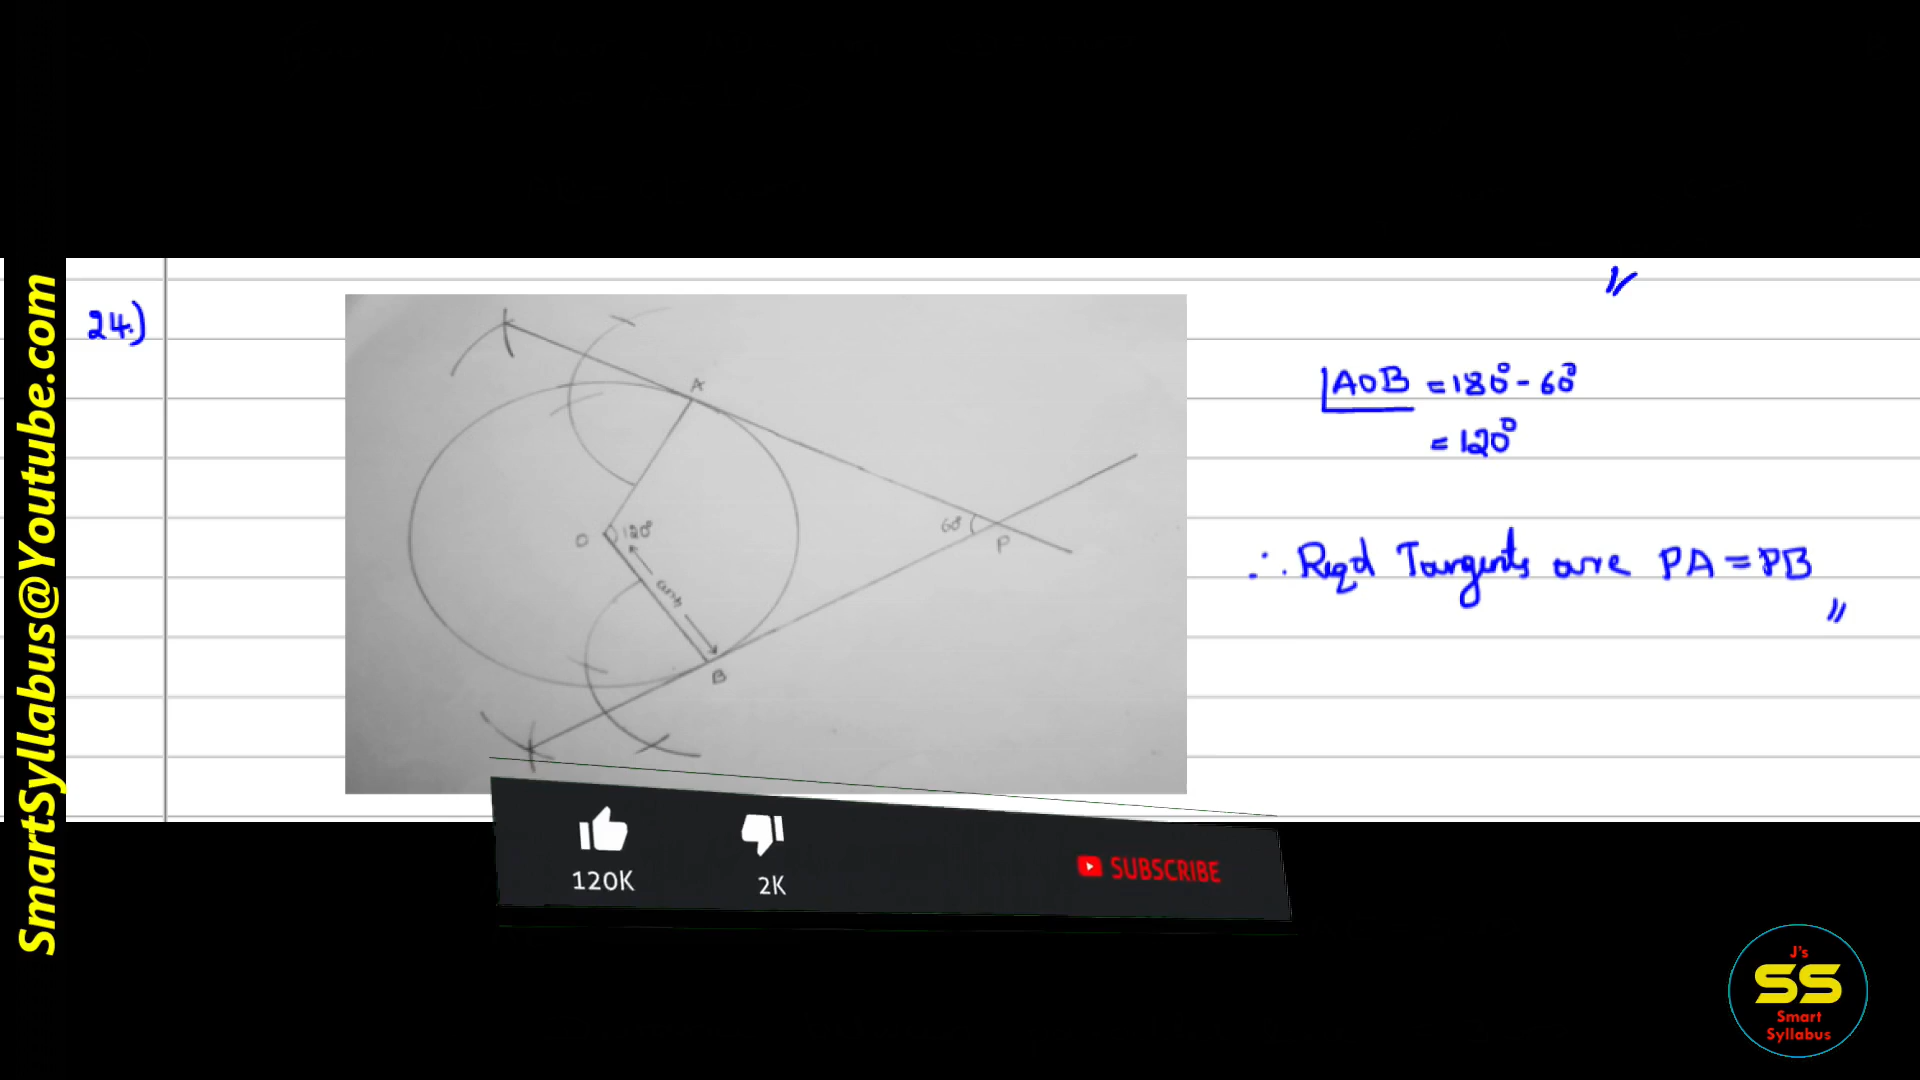 SmartSyllabus@Youtube.com
24.)
A
O
120°
60°
P
B
∠AOB = 180° - 60°
= 120°
∴ Reqd Tangents are PA = PB
120K
2K
SUBSCRIBE
J's
SS
Smart
Syllabus